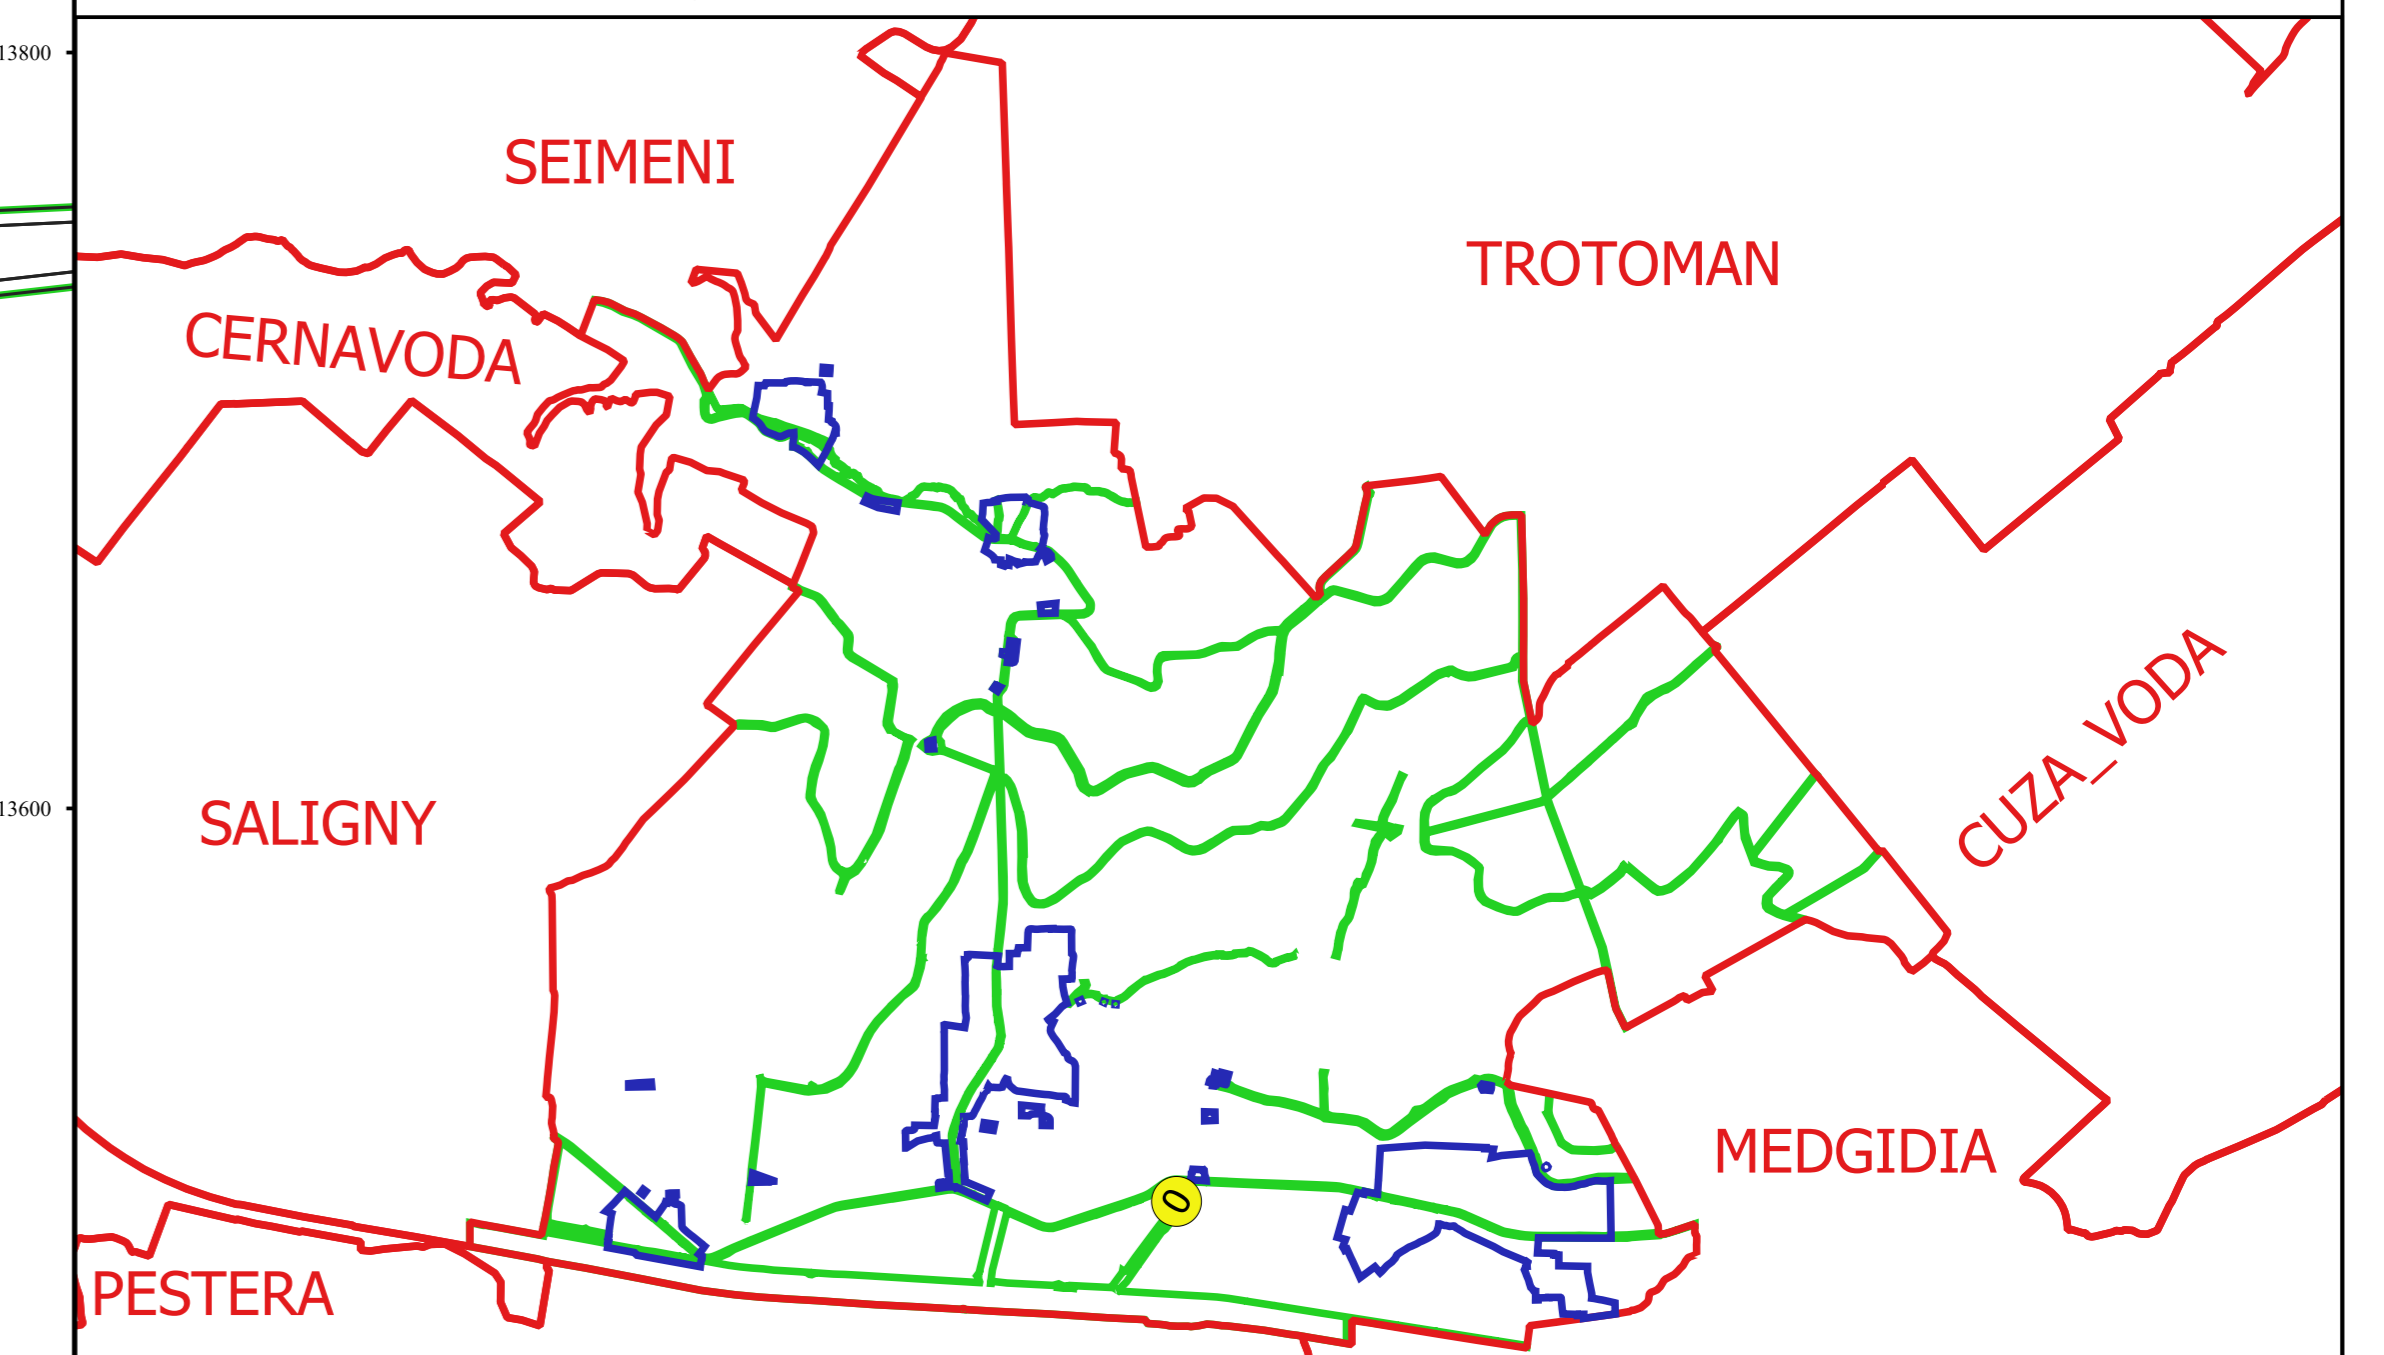 13800
SEIMENI
TROTOMAN
CERNAVODA
CUZA_VODA
13600
SALIGNY
MEDGIDIA
0
PESTERA